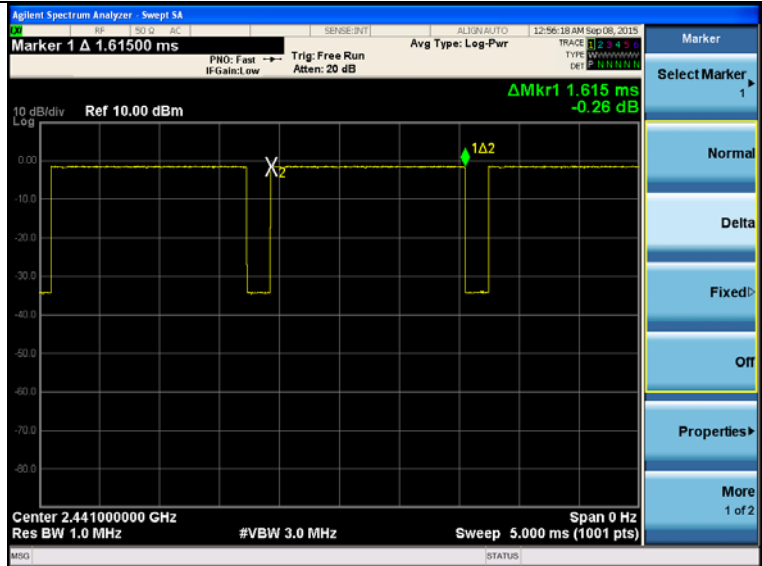 Agilent Spectrum Analyzer - Swept SA
RF 50 Ω AC SENSE:INT ALIGN AUTO 12:56:18 AM Sep 08, 2015
Marker 1 Δ 1.61500 ms
PNO: Fast Trig: Free Run Avg Type: Log-Pwr TRACE 1 2 3 4 5 6
IFGain:Low Atten: 20 dB TYPE WWWWWW
DET P N N N N N
Marker
Select Marker
1
Normal
Delta
Fixed
Off
Properties
More
1 of 2
ΔMkr1 1.615 ms
-0.26 dB
10 dB/div Ref 10.00 dBm
Log
1Δ2
0.00
X2
-10.0
-20.0
-30.0
-40.0
-50.0
-60.0
-70.0
-80.0
Center 2.441000000 GHz Span 0 Hz
Res BW 1.0 MHz #VBW 3.0 MHz Sweep 5.000 ms (1001 pts)
MSG STATUS